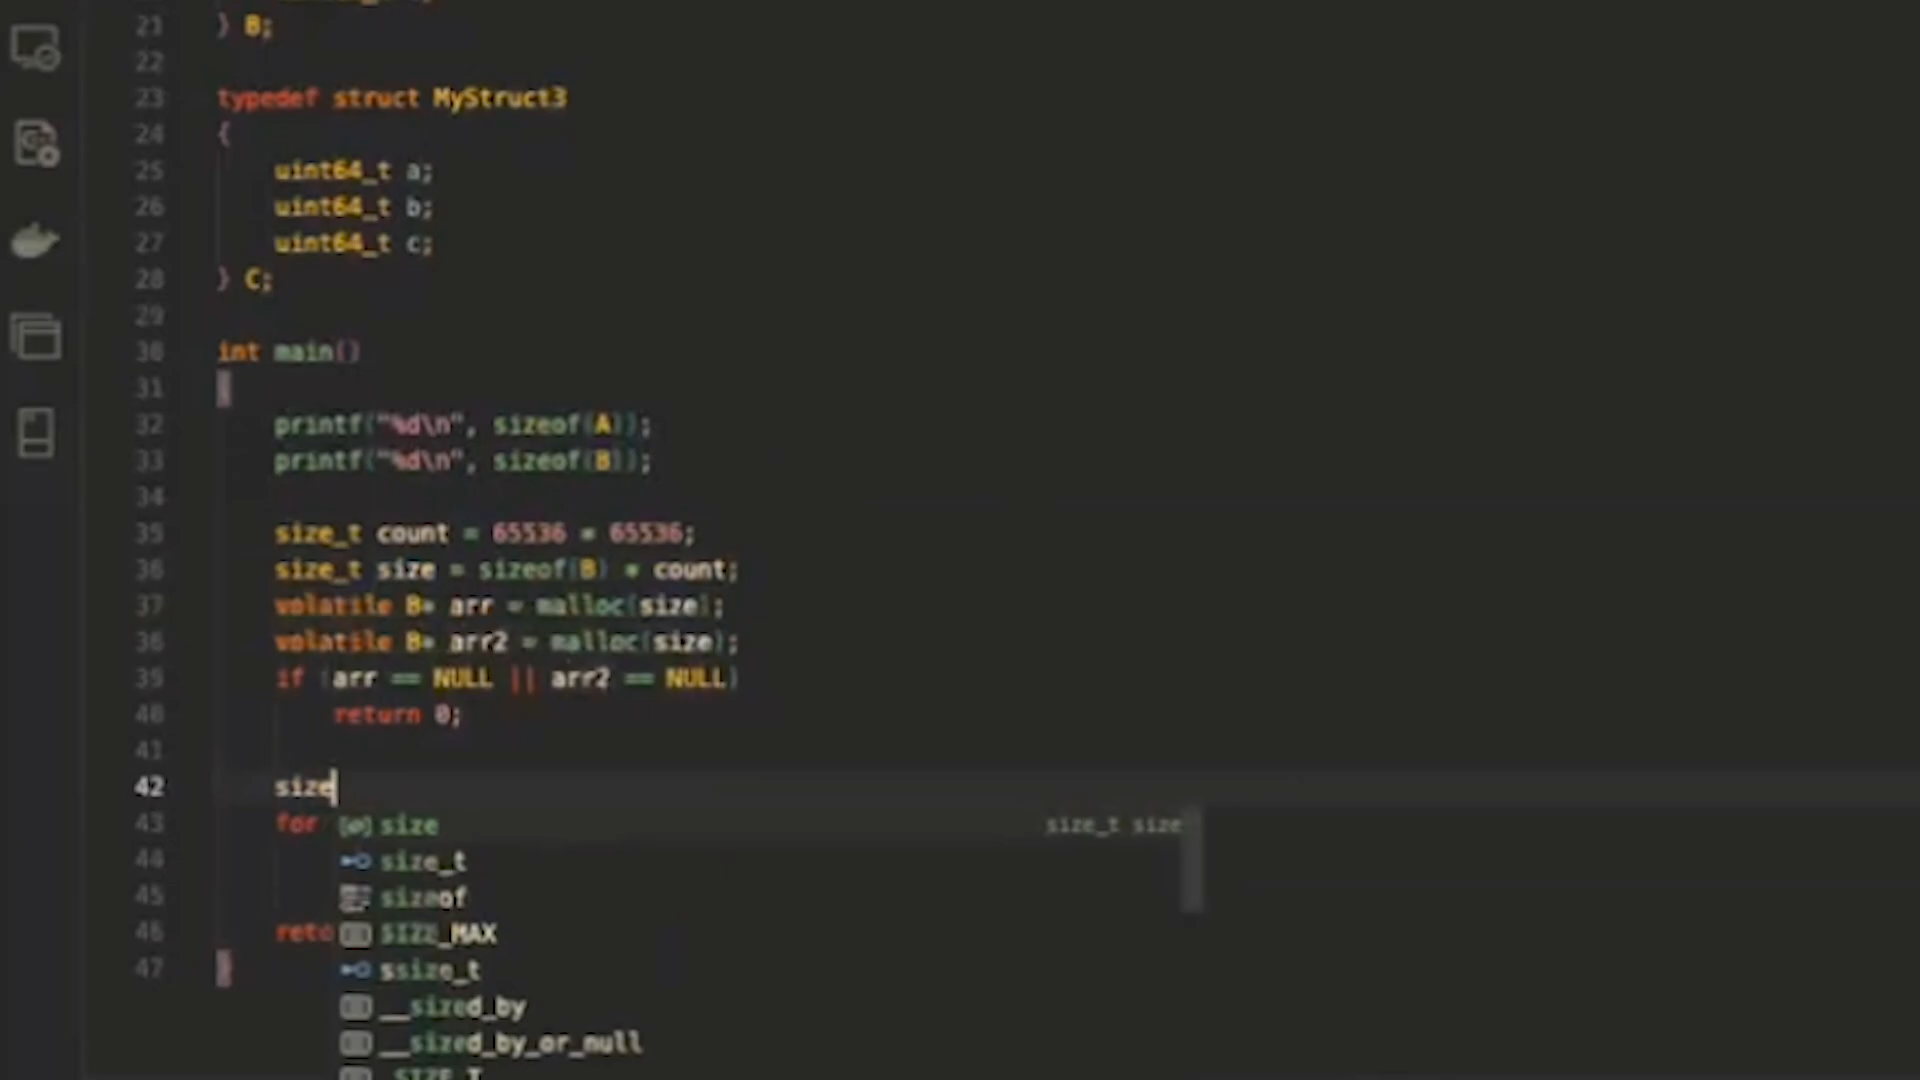 21 } B;
22
23 typedef struct MyStruct3
24 {
25 uint64_t a;
26 uint64_t b;
27 uint64_t c;
28 } C;
29
30 int main()
31 {
32 printf("%d\n", sizeof(A));
33 printf("%d\n", sizeof(B));
34
35 size_t count = 65536 * 65536;
36 size_t size = sizeof(B) * count;
37 volatile B* arr = malloc(size);
38 volatile B* arr2 = malloc(size);
39 if (arr == NULL || arr2 == NULL)
40 return 0;
41
42 size
43 for size size_t size
44 size_t
45 sizeof
46 retu SIZE_MAX
47 } ssize_t
__sized_by
__sized_by_or_null